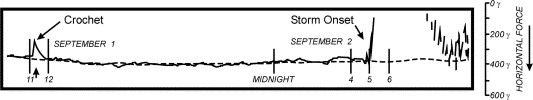 Crochet
Storm Onset
SEPTEMBER 1
SEPTEMBER 2
MIDNIGHT
11
12
4
5
6
0γ
200γ
400γ
600γ
HORIZONTAL FORCE